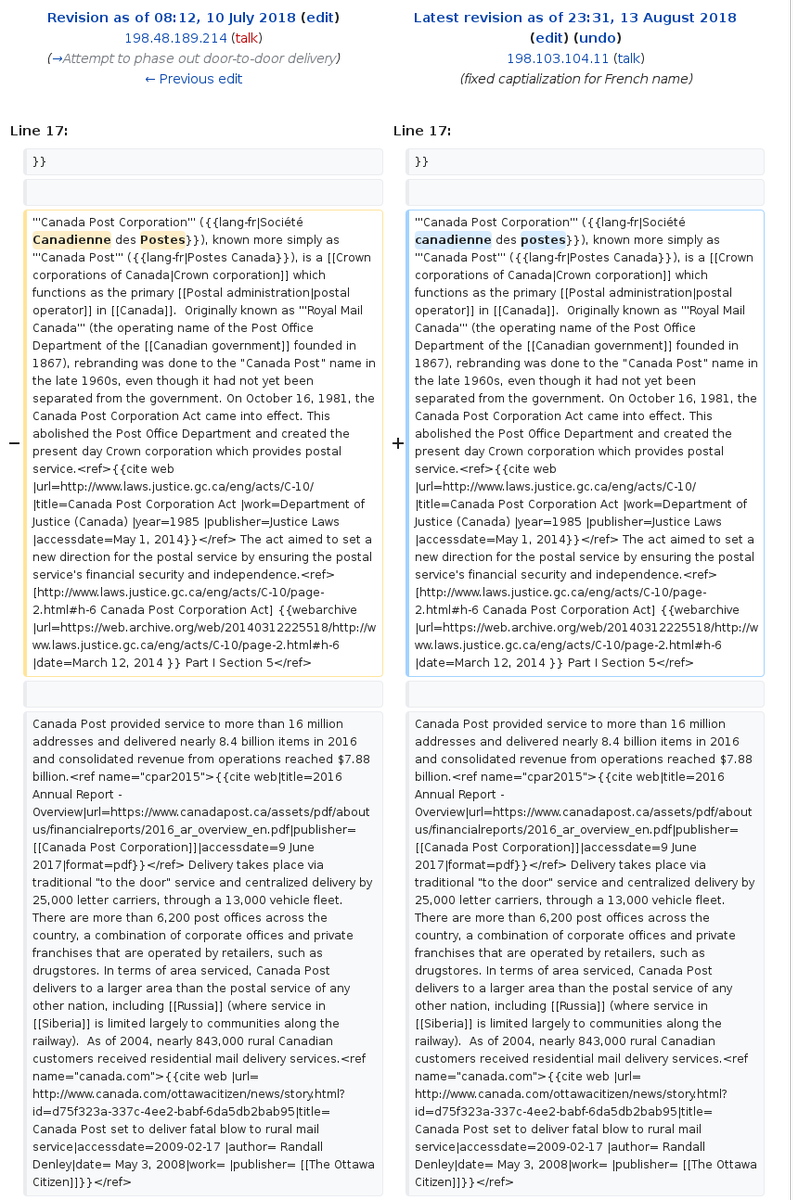 Revision as of 08:12, 10 July 2018 (edit)
198.48.189.214 (talk)
(→Attempt to phase out door-to-door delivery)
← Previous edit
Latest revision as of 23:31, 13 August 2018
(edit) (undo)
198.103.104.11 (talk)
(fixed captialization for French name)
Line 17:
}}
−
'''Canada Post Corporation''' ({{lang-fr|Société
Canadienne des Postes}}), known more simply as
'''Canada Post''' ({{lang-fr|Postes Canada}}), is a [[Crown
corporations of Canada|Crown corporation]] which
functions as the primary [[Postal administration|postal
operator]] in [[Canada]].  Originally known as '''Royal Mail
Canada''' (the operating name of the Post Office
Department of the [[Canadian government]] founded in
1867), rebranding was done to the "Canada Post" name in
the late 1960s, even though it had not yet been
separated from the government. On October 16, 1981, the
Canada Post Corporation Act came into effect. This
abolished the Post Office Department and created the
present day Crown corporation which provides postal
service.<ref>{{cite web
|url=http://www.laws.justice.gc.ca/eng/acts/C-10/
|title=Canada Post Corporation Act |work=Department of
Justice (Canada) |year=1985 |publisher=Justice Laws
|accessdate=May 1, 2014}}</ref> The act aimed to set a
new direction for the postal service by ensuring the postal
service's financial security and independence.<ref>
[http://www.laws.justice.gc.ca/eng/acts/C-10/page-
2.html#h-6 Canada Post Corporation Act] {{webarchive
|url=https://web.archive.org/web/20140312225518/http://w
ww.laws.justice.gc.ca/eng/acts/C-10/page-2.html#h-6
|date=March 12, 2014 }} Part I Section 5</ref>
Canada Post provided service to more than 16 million
addresses and delivered nearly 8.4 billion items in 2016
and consolidated revenue from operations reached $7.88
billion.<ref name="cpar2015">{{cite web|title=2016
Annual Report -
Overview|url=https://www.canadapost.ca/assets/pdf/about
us/financialreports/2016_ar_overview_en.pdf|publisher=
[[Canada Post Corporation]]|accessdate=9 June
2017|format=pdf}}</ref> Delivery takes place via
traditional "to the door" service and centralized delivery by
25,000 letter carriers, through a 13,000 vehicle fleet.
There are more than 6,200 post offices across the
country, a combination of corporate offices and private
franchises that are operated by retailers, such as
drugstores. In terms of area serviced, Canada Post
delivers to a larger area than the postal service of any
other nation, including [[Russia]] (where service in
[[Siberia]] is limited largely to communities along the
railway).  As of 2004, nearly 843,000 rural Canadian
customers received residential mail delivery services.<ref
name="canada.com">{{cite web |url=
http://www.canada.com/ottawacitizen/news/story.html?
id=d75f323a-337c-4ee2-babf-6da5db2bab95|title=
Canada Post set to deliver fatal blow to rural mail
service|accessdate=2009-02-17 |author= Randall
Denley|date= May 3, 2008|work= |publisher= [[The Ottawa
Citizen]]}}</ref>
Line 17:
}}
+
'''Canada Post Corporation''' ({{lang-fr|Société
canadienne des postes}}), known more simply as
'''Canada Post''' ({{lang-fr|Postes Canada}}), is a [[Crown
corporations of Canada|Crown corporation]] which
functions as the primary [[Postal administration|postal
operator]] in [[Canada]].  Originally known as '''Royal Mail
Canada''' (the operating name of the Post Office
Department of the [[Canadian government]] founded in
1867), rebranding was done to the "Canada Post" name in
the late 1960s, even though it had not yet been
separated from the government. On October 16, 1981, the
Canada Post Corporation Act came into effect. This
abolished the Post Office Department and created the
present day Crown corporation which provides postal
service.<ref>{{cite web
|url=http://www.laws.justice.gc.ca/eng/acts/C-10/
|title=Canada Post Corporation Act |work=Department of
Justice (Canada) |year=1985 |publisher=Justice Laws
|accessdate=May 1, 2014}}</ref> The act aimed to set a
new direction for the postal service by ensuring the postal
service's financial security and independence.<ref>
[http://www.laws.justice.gc.ca/eng/acts/C-10/page-
2.html#h-6 Canada Post Corporation Act] {{webarchive
|url=https://web.archive.org/web/20140312225518/http://w
ww.laws.justice.gc.ca/eng/acts/C-10/page-2.html#h-6
|date=March 12, 2014 }} Part I Section 5</ref>
Canada Post provided service to more than 16 million
addresses and delivered nearly 8.4 billion items in 2016
and consolidated revenue from operations reached $7.88
billion.<ref name="cpar2015">{{cite web|title=2016
Annual Report -
Overview|url=https://www.canadapost.ca/assets/pdf/about
us/financialreports/2016_ar_overview_en.pdf|publisher=
[[Canada Post Corporation]]|accessdate=9 June
2017|format=pdf}}</ref> Delivery takes place via
traditional "to the door" service and centralized delivery by
25,000 letter carriers, through a 13,000 vehicle fleet.
There are more than 6,200 post offices across the
country, a combination of corporate offices and private
franchises that are operated by retailers, such as
drugstores. In terms of area serviced, Canada Post
delivers to a larger area than the postal service of any
other nation, including [[Russia]] (where service in
[[Siberia]] is limited largely to communities along the
railway).  As of 2004, nearly 843,000 rural Canadian
customers received residential mail delivery services.<ref
name="canada.com">{{cite web |url=
http://www.canada.com/ottawacitizen/news/story.html?
id=d75f323a-337c-4ee2-babf-6da5db2bab95|title=
Canada Post set to deliver fatal blow to rural mail
service|accessdate=2009-02-17 |author= Randall
Denley|date= May 3, 2008|work= |publisher= [[The Ottawa
Citizen]]}}</ref>